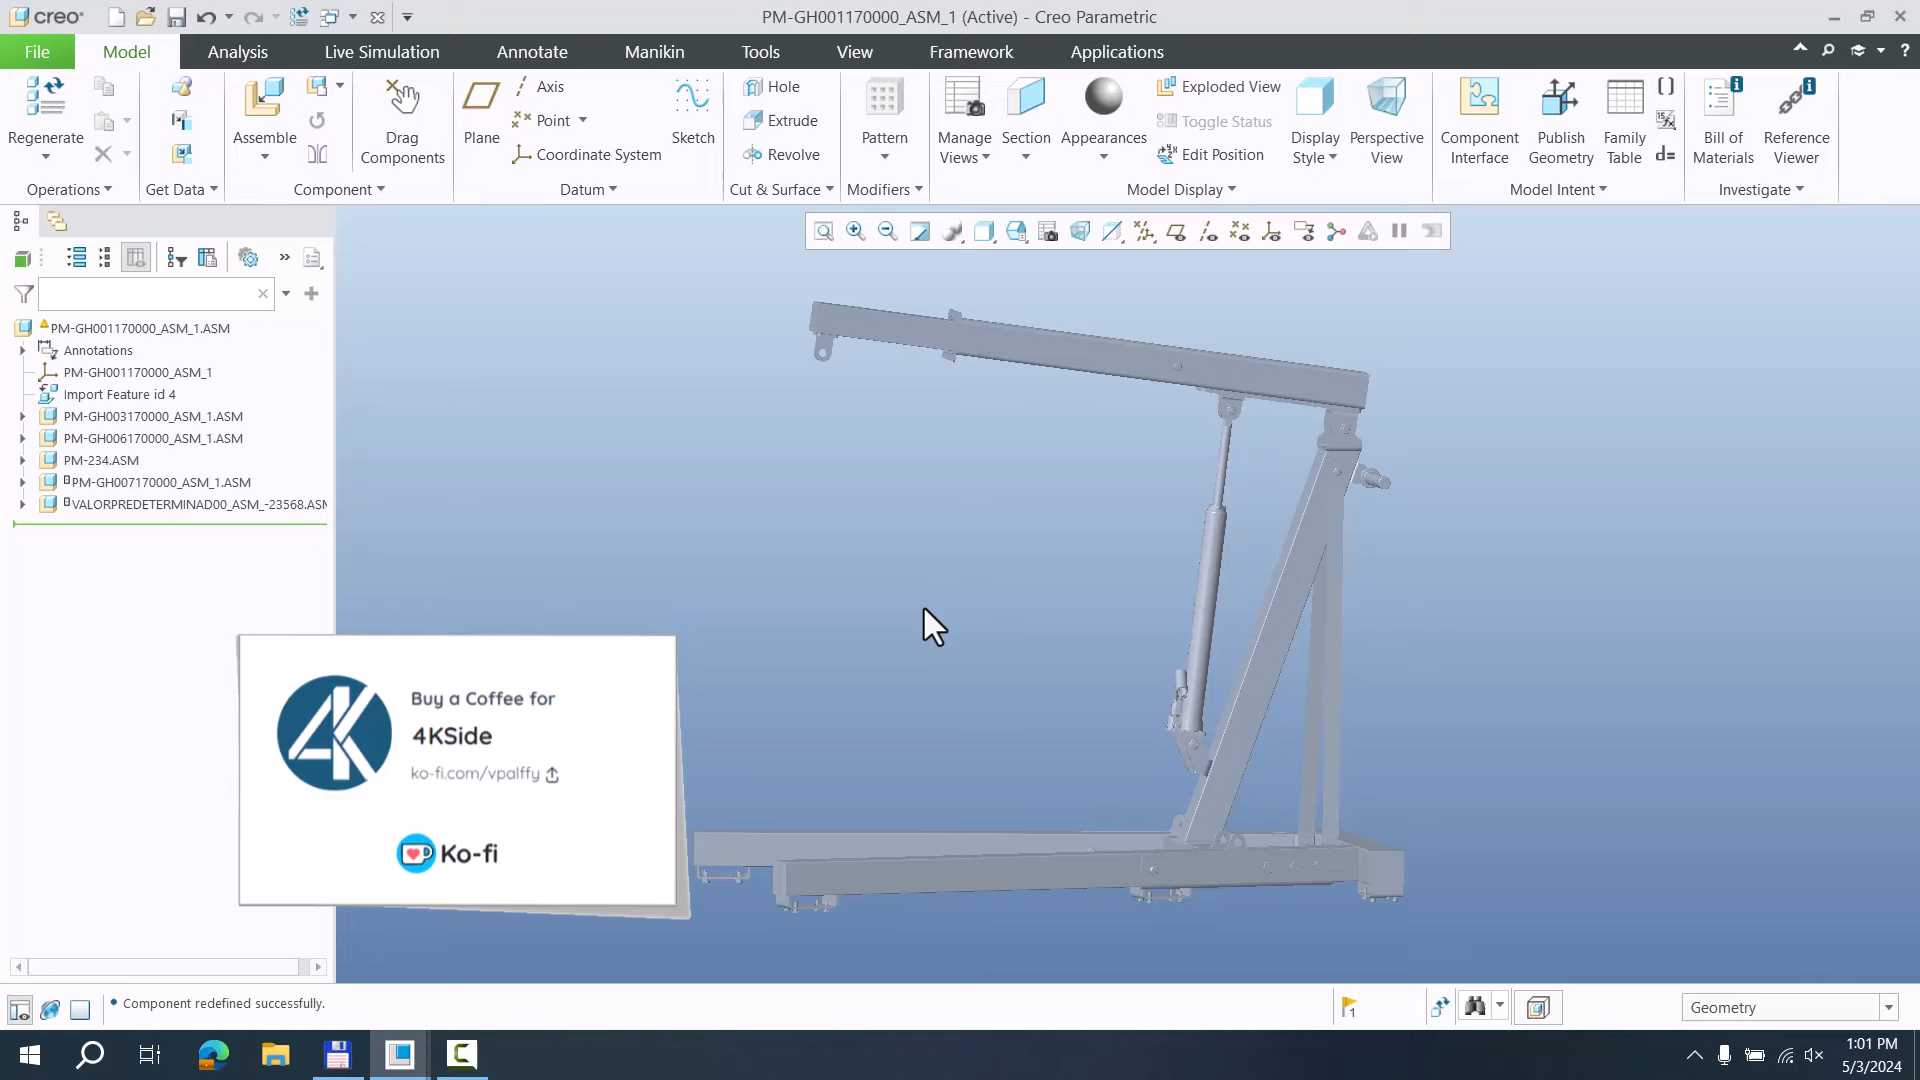 creo
PM-GH001170000_ASM_1 (Active) - Creo Parametric
File
Model
Analysis
Live Simulation
Annotate
Manikin
Tools
View
Framework
Applications
Regenerate
Operations
Get Data
Assemble
Drag
Components
Component
Plane
Axis
Point
Coordinate System
Sketch
Datum
Hole
Extrude
Revolve
Cut & Surface
Pattern
Modifiers
Manage
Views
Section
Appearances
Exploded View
Toggle Status
Edit Position
Display
Style
Perspective
View
Model Display
Component
Interface
Publish
Geometry
Family
Table
Model Intent
Bill of
Materials
Reference
Viewer
Investigate
PM-GH001170000_ASM_1.ASM
Annotations
PM-GH001170000_ASM_1
Import Feature id 4
PM-GH003170000_ASM_1.ASM
PM-GH006170000_ASM_1.ASM
PM-234.ASM
PM-GH007170000_ASM_1.ASM
VALORPREDETERMINAD00_ASM_-23568.ASM
4K
Buy a Coffee for
4KSide
ko-fi.com/vpalffy
Ko-fi
Component redefined successfully.
1
Geometry
1:01 PM
5/3/2024